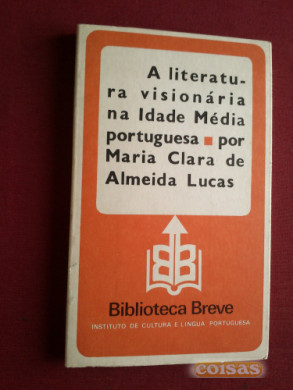 A literatu-
ra visionária
na Idade Média
portuguesa ■ por
Maria Clara de
Almeida Lucas
Biblioteca Breve
INSTITUTO DE CULTURA E LÍNGUA PORTUGUESA
coisas